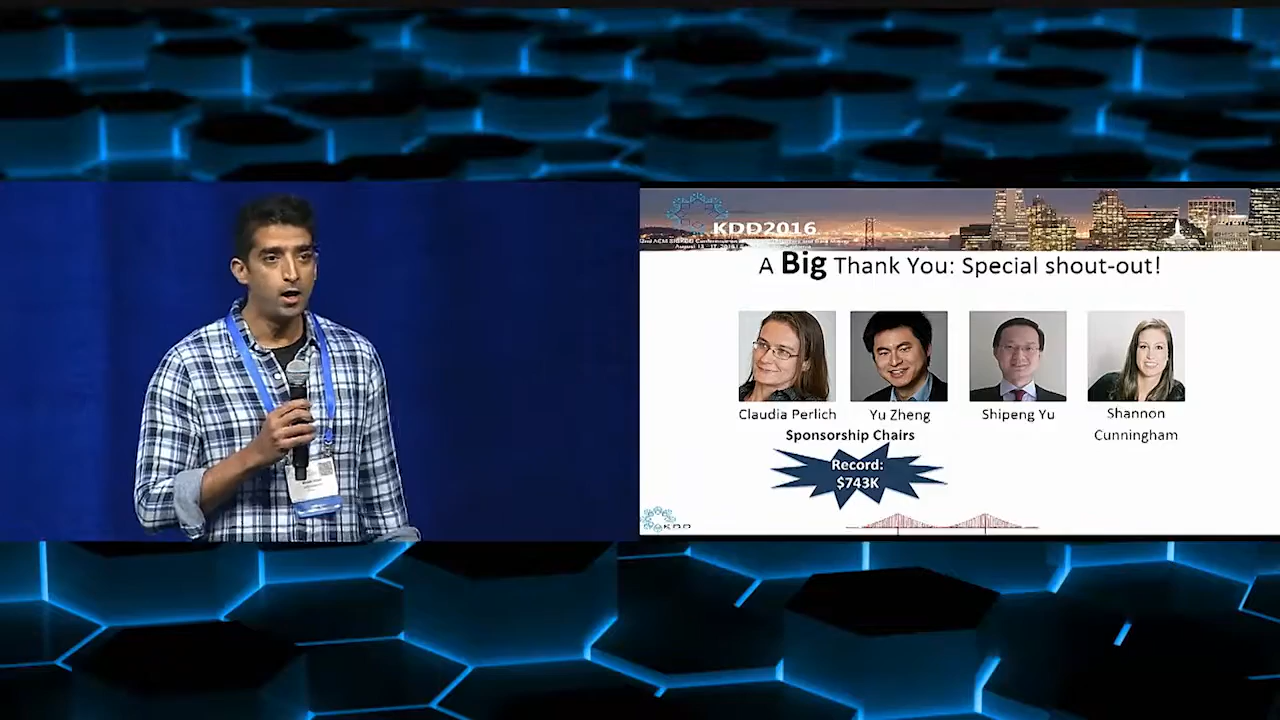 KDD2016
A Big Thank You: Special shout-out!
Claudia Perlich
Yu Zheng
Shipeng Yu
Shannon
Cunningham
Sponsorship Chairs
Record:
$743K
KDD